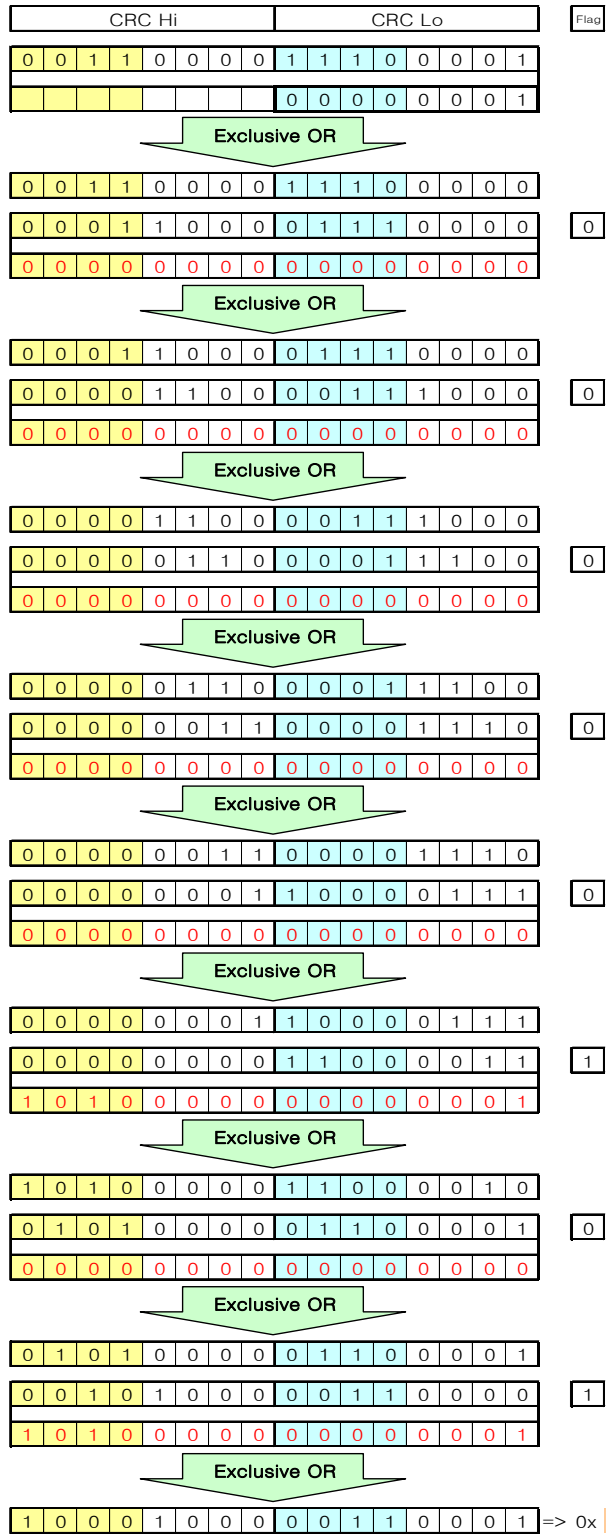 CRC Hi CRC Lo Flag
0 0 1 1 0 0 0 0 1 1 1 0 0 0 0 1
0 0 0 0 0 0 0 1
Exclusive OR
0 0 1 1 0 0 0 0 1 1 1 0 0 0 0 0
0 0 0 1 1 0 0 0 0 1 1 1 0 0 0 0 0
0 0 0 0 0 0 0 0 0 0 0 0 0 0 0 0
Exclusive OR
0 0 0 1 1 0 0 0 0 1 1 1 0 0 0 0
0 0 0 0 1 1 0 0 0 0 1 1 1 0 0 0 0
0 0 0 0 0 0 0 0 0 0 0 0 0 0 0 0
Exclusive OR
0 0 0 0 1 1 0 0 0 0 1 1 1 0 0 0
0 0 0 0 0 1 1 0 0 0 0 1 1 1 0 0 0
0 0 0 0 0 0 0 0 0 0 0 0 0 0 0 0
Exclusive OR
0 0 0 0 0 1 1 0 0 0 0 1 1 1 0 0
0 0 0 0 0 0 1 1 0 0 0 0 1 1 1 0 0
0 0 0 0 0 0 0 0 0 0 0 0 0 0 0 0
Exclusive OR
0 0 0 0 0 0 1 1 0 0 0 0 1 1 1 0
0 0 0 0 0 0 0 1 1 0 0 0 0 1 1 1 0
0 0 0 0 0 0 0 0 0 0 0 0 0 0 0 0
Exclusive OR
0 0 0 0 0 0 0 1 1 0 0 0 0 1 1 1
0 0 0 0 0 0 0 0 1 1 0 0 0 0 1 1 1
1 0 1 0 0 0 0 0 0 0 0 0 0 0 0 1
Exclusive OR
1 0 1 0 0 0 0 0 1 1 0 0 0 0 1 0
0 1 0 1 0 0 0 0 0 1 1 0 0 0 0 1 0
0 0 0 0 0 0 0 0 0 0 0 0 0 0 0 0
Exclusive OR
0 1 0 1 0 0 0 0 0 1 1 0 0 0 0 1
0 0 1 0 1 0 0 0 0 0 1 1 0 0 0 0 1
1 0 1 0 0 0 0 0 0 0 0 0 0 0 0 1
Exclusive OR
1 0 0 0 1 0 0 0 0 0 1 1 0 0 0 1 => 0x